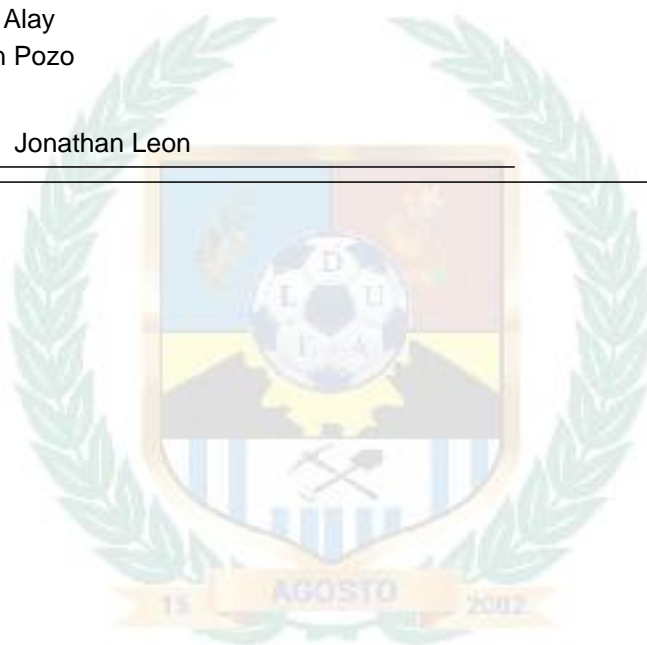 Alay
n Pozo
Jonathan Leon
D
L U
E A
15 AGOSTO 2002